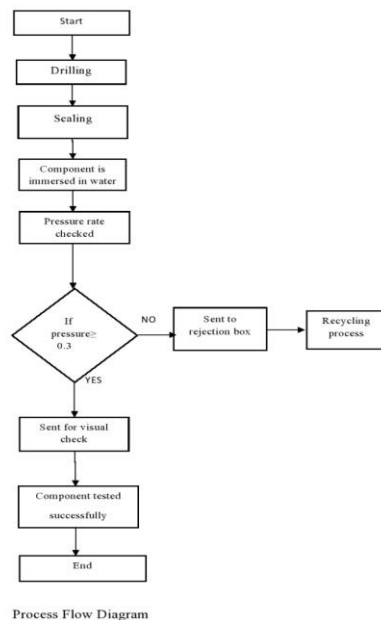 Start
Drilling
Sealing
Component is
immersed in water
Pressure rate
checked
If
pressure≥
0.3
NO
Sent to
rejection box
Recycling
process
YES
Sent for visual
check
Component tested
successfully
End
Process Flow Diagram